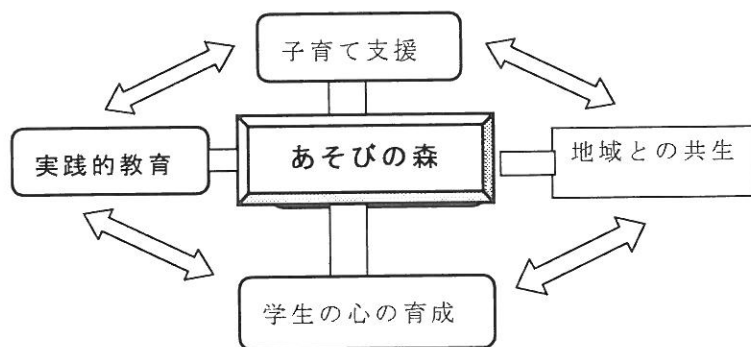 子育て支援
実践的教育
あそびの森
地域との共生
学生の心の育成